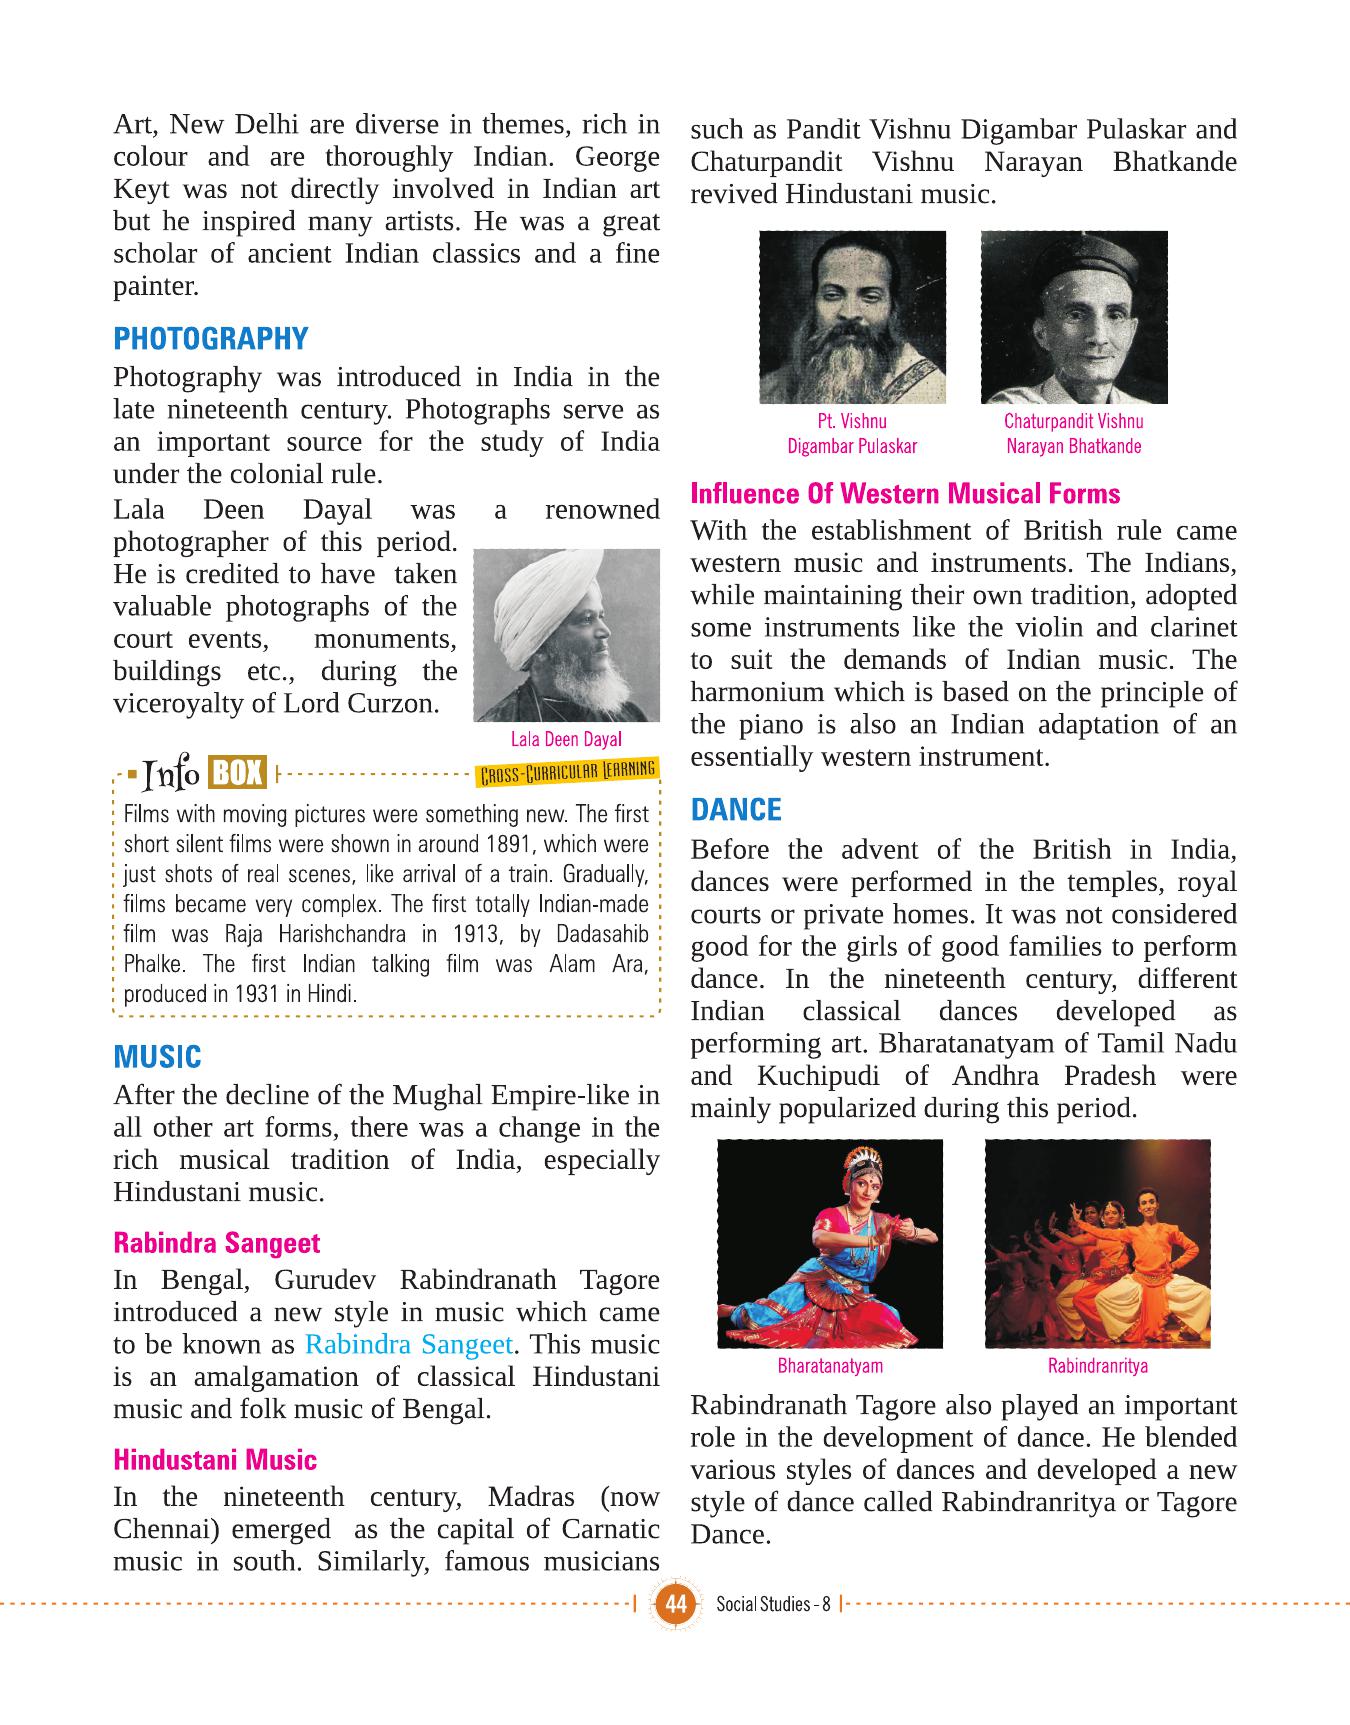 Art, New Delhi are diverse in themes, rich in
colour and are thoroughly Indian. George
Keyt was not directly involved in Indian art
but he inspired many artists. He was a great
scholar of ancient Indian classics and a fine
painter.
PHOTOGRAPHY
Photography was introduced in India in the
late nineteenth century. Photographs serve as
an important source for the study of India
under the colonial rule.
Lala Deen Dayal was a renowned
photographer of this period.
He is credited to have taken
valuable photographs of the
court events, monuments,
buildings etc., during the
viceroyalty of Lord Curzon.
Lala Deen Dayal
Info BOX
Cross-Curricular Learning
Films with moving pictures were something new. The first
short silent films were shown in around 1891, which were
just shots of real scenes, like arrival of a train. Gradually,
films became very complex. The first totally Indian-made
film was Raja Harishchandra in 1913, by Dadasahib
Phalke. The first Indian talking film was Alam Ara,
produced in 1931 in Hindi.
MUSIC
After the decline of the Mughal Empire-like in
all other art forms, there was a change in the
rich musical tradition of India, especially
Hindustani music.
Rabindra Sangeet
In Bengal, Gurudev Rabindranath Tagore
introduced a new style in music which came
to be known as Rabindra Sangeet. This music
is an amalgamation of classical Hindustani
music and folk music of Bengal.
Hindustani Music
In the nineteenth century, Madras (now
Chennai) emerged as the capital of Carnatic
music in south. Similarly, famous musicians
such as Pandit Vishnu Digambar Pulaskar and
Chaturpandit Vishnu Narayan Bhatkande
revived Hindustani music.
Pt. Vishnu
Digambar Pulaskar
Chaturpandit Vishnu
Narayan Bhatkande
Influence Of Western Musical Forms
With the establishment of British rule came
western music and instruments. The Indians,
while maintaining their own tradition, adopted
some instruments like the violin and clarinet
to suit the demands of Indian music. The
harmonium which is based on the principle of
the piano is also an Indian adaptation of an
essentially western instrument.
DANCE
Before the advent of the British in India,
dances were performed in the temples, royal
courts or private homes. It was not considered
good for the girls of good families to perform
dance. In the nineteenth century, different
Indian classical dances developed as
performing art. Bharatanatyam of Tamil Nadu
and Kuchipudi of Andhra Pradesh were
mainly popularized during this period.
Bharatanatyam
Rabindranritya
Rabindranath Tagore also played an important
role in the development of dance. He blended
various styles of dances and developed a new
style of dance called Rabindranritya or Tagore
Dance.
44 Social Studies - 8